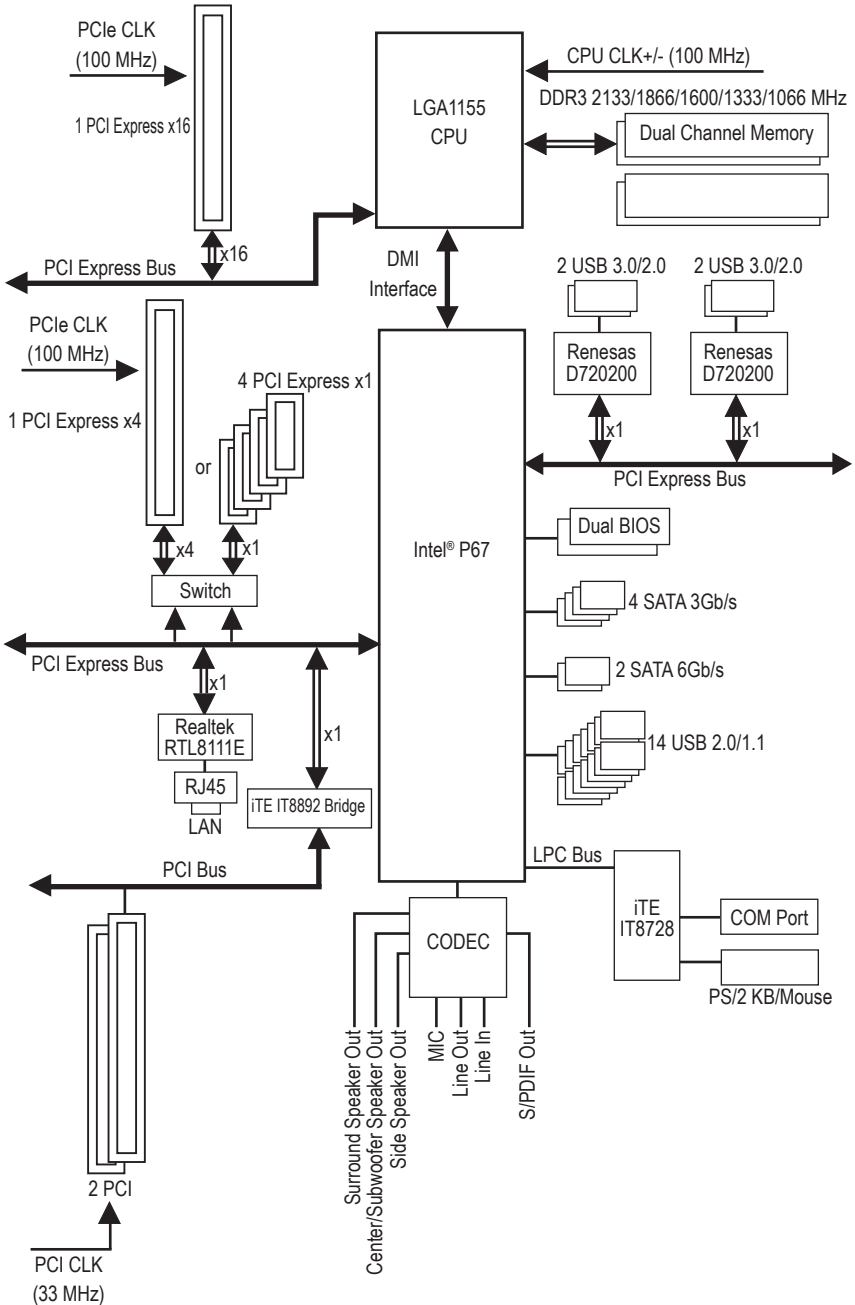 PCIe CLK
(100 MHz)
1 PCI Express x16
x16
PCI Express Bus
LGA1155
CPU
CPU CLK+/- (100 MHz)
DDR3 2133/1866/1600/1333/1066 MHz
Dual Channel Memory
DMI
Interface
2 USB 3.0/2.0
2 USB 3.0/2.0
Renesas
D720200
Renesas
D720200
x1
x1
PCI Express Bus
PCIe CLK
(100 MHz)
1 PCI Express x4
or
4 PCI Express x1
x4
x1
Switch
PCI Express Bus
Intel® P67
Dual BIOS
4 SATA 3Gb/s
2 SATA 6Gb/s
14 USB 2.0/1.1
x1
Realtek
RTL8111E
RJ45
LAN
x1
iTE IT8892 Bridge
PCI Bus
LPC Bus
iTE
IT8728
COM Port
PS/2 KB/Mouse
CODEC
Surround Speaker Out
Center/Subwoofer Speaker Out
Side Speaker Out
MIC
Line Out
Line In
S/PDIF Out
2 PCI
PCI CLK
(33 MHz)